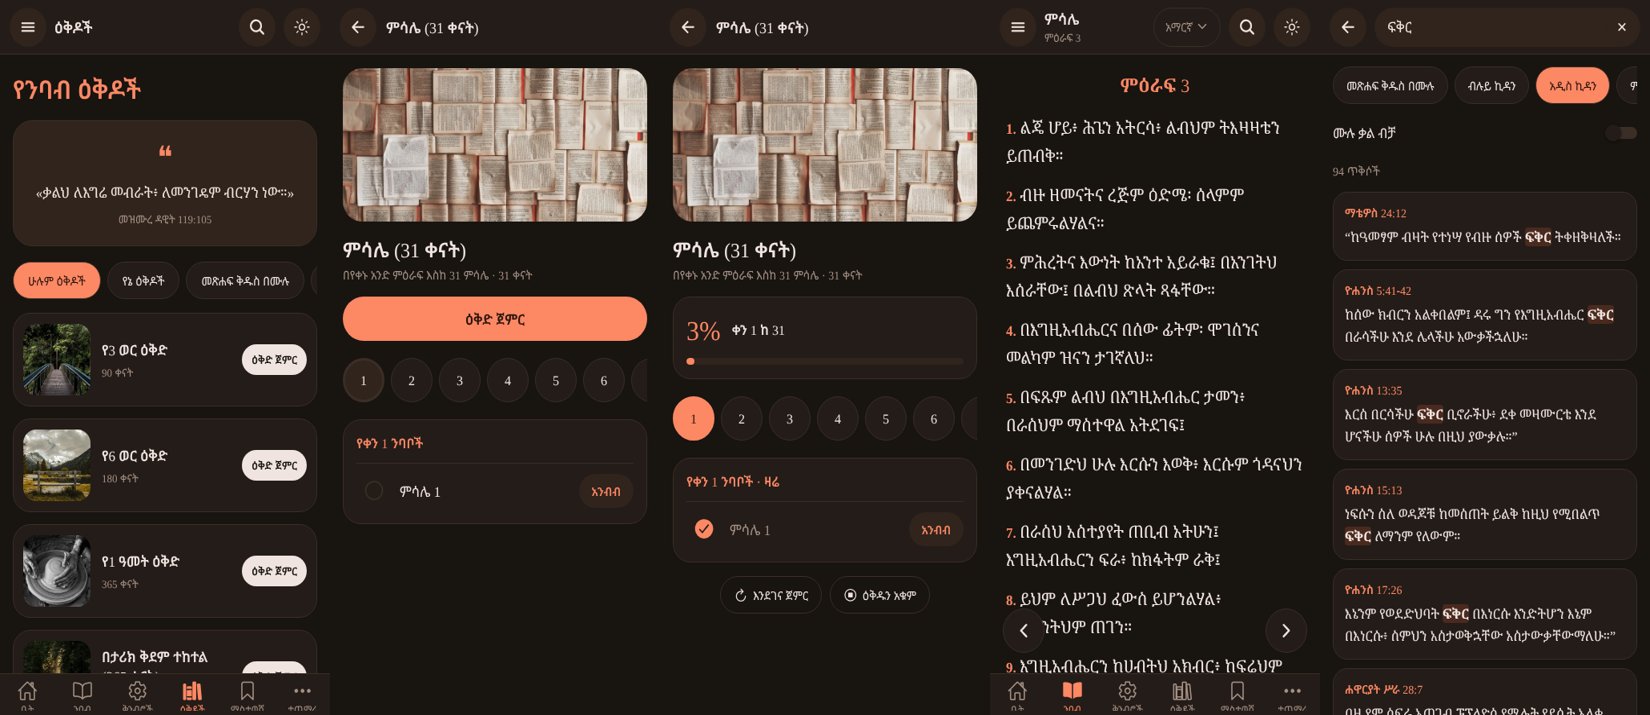 ዕቅዶች
የንባብ ዕቅዶች
❝
«ቃልህ ለእግሬ መብራት፥ ለመንገዴም ብርሃን ነው።»
መዝሙረ ዳዊት 119:105
ሁሉም ዕቅዶች
የኔ ዕቅዶች
መጽሐፍ ቅዱስ በሙሉ
የ3 ወር ዕቅድ
90 ቀናት
ዕቅድ ጀምር
የ6 ወር ዕቅድ
180 ቀናት
ዕቅድ ጀምር
የ1 ዓመት ዕቅድ
365 ቀናት
ዕቅድ ጀምር
በታሪክ ቅደም ተከተል
ዕቅዶች
ምሳሌ (31 ቀናት)
ምሳሌ (31 ቀናት)
በየቀኑ አንድ ምዕራፍ እስከ 31 ምሳሌ · 31 ቀናት
ዕቅድ ጀምር
1 2 3 4 5 6
የቀን 1 ንባቦች
ምሳሌ 1
አንብብ
ምሳሌ (31 ቀናት)
ምሳሌ (31 ቀናት)
በየቀኑ አንድ ምዕራፍ እስከ 31 ምሳሌ · 31 ቀናት
3% ቀን 1 ከ 31
1 2 3 4 5 6
የቀን 1 ንባቦች · ዛሬ
ምሳሌ 1
አንብብ
እንደገና ጀምር
ዕቅዱን አቁም
ምሳሌ
ምዕራፍ 3
አማርኛ
ምዕራፍ 3
1. ልጄ ሆይ፥ ሕጌን አትርሳ፥ ልብህም ትእዛዛቴን
ይጠብቅ።
2. ብዙ ዘመናትና ረጅም ዕድሜ፡ ሰላምም
ይጨምሩልሃልና።
3. ምሕረትና እውነት ከአንተ አይራቁ፤ በአንገትህ
እሰራቸው፤ በልብህ ጽላት ጻፋቸው።
4. በእግዚአብሔርና በሰው ፊትም፡ ሞገስንና
መልካም ዝናን ታገኛለህ።
5. በፍጹም ልብህ በእግዚአብሔር ታመን፥
በራስህም ማስተዋል አትደገፍ፤
6. በመንገድህ ሁሉ እርሱን እወቅ፥ እርሱም ጎዳናህን
ያቀናልሃል።
7. በራስህ አስተያየት ጠቢብ አትሁን፤
እግዚአብሔርን ፍራ፥ ከክፋትም ራቅ፤
8. ይህም ለሥጋህ ፈውስ ይሆንልሃል፥
ጠገን።
9. እግዚአብሔርን ከሀብትህ አክብር፥ ከፍሬህም
ንባብ
ፍቅር
መጽሐፍ ቅዱስ በሙሉ
ብሉይ ኪዳን
አዲስ ኪዳን
ሙሉ ቃል ብቻ
94 ጥቅሶች
ማቴዎስ 24:12
“ከዓመፃም ብዛት የተነሣ የብዙ ሰዎች ፍቅር ትቀዘቅዛለች።
ዮሐንስ 5:41-42
ከሰው ክብርን አልቀበልም፤ ዳሩ ግን የእግዚአብሔር ፍቅር
በራሳችሁ እንደ ሌላችሁ አውቃችኋለሁ።
ዮሐንስ 13:35
እርስ በርሳችሁ ፍቅር ቢኖራችሁ፥ ደቀ መዛሙርቴ እንደ
ሆናችሁ ሰዎች ሁሉ በዚህ ያውቃሉ።”
ዮሐንስ 15:13
ነፍሱን ስለ ወዳጆቹ ከመስጠት ይልቅ ከዚህ የሚበልጥ
ፍቅር ለማንም የለውም።
ዮሐንስ 17:26
እኔንም የወደድህባት ፍቅር በእነርሱ እንድትሆን እኔም
በእነርሱ፥ ስምህን አስታወቅኋቸው አስታውቃቸውማለሁ።”
ሐዋርያት ሥራ 28:7